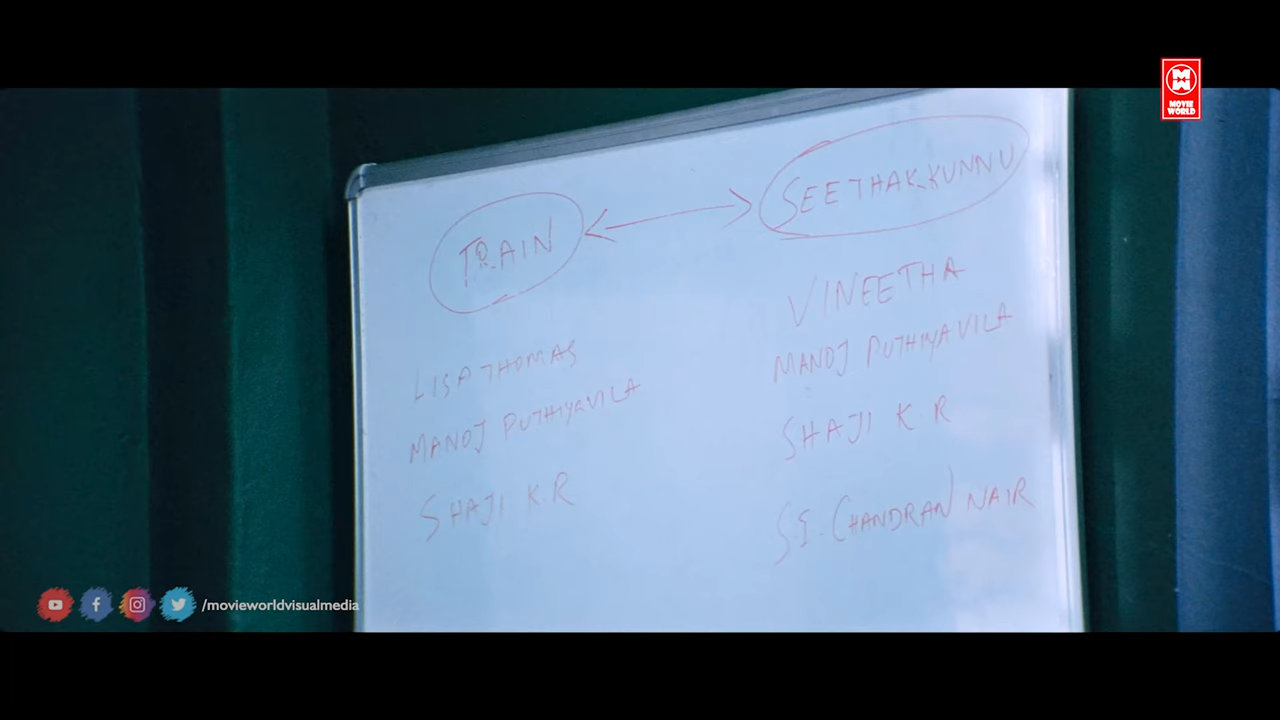 MOVIE
WORLD
TRAIN
SEETHAKKUNNU
LISA THOMAS
MANOJ PUTHIYAVILA
SHAJI K.R
VINEETHA
MANOJ PUTHIYAVILA
SHAJI K.R
S.I. CHANDRAN NAIR
/movieworldvisualmedia